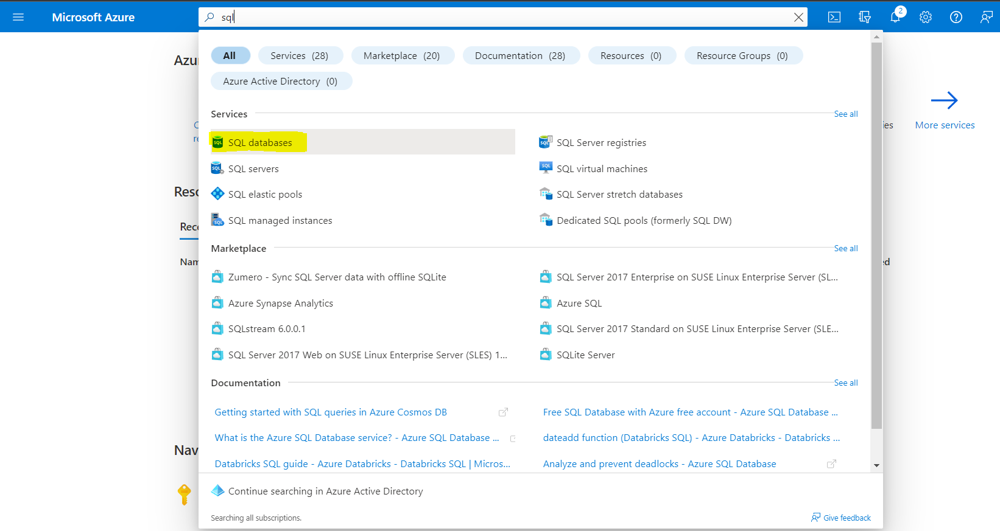 Microsoft Azure
sql
2
All
Services (28)
Marketplace (20)
Documentation (28)
Resources (0)
Resource Groups (0)
Azure Active Directory (0)
Services
See all
SQL databases
SQL Server registries
SQL servers
SQL virtual machines
SQL elastic pools
SQL Server stretch databases
SQL managed instances
Dedicated SQL pools (formerly SQL DW)
Marketplace
See all
Zumero - Sync SQL Server data with offline SQLite
SQL Server 2017 Enterprise on SUSE Linux Enterprise Server (SL...
Azure Synapse Analytics
Azure SQL
SQLstream 6.0.0.1
SQL Server 2017 Standard on SUSE Linux Enterprise Server (SLE...
SQL Server 2017 Web on SUSE Linux Enterprise Server (SLES) 1...
SQLite Server
Documentation
See all
Getting started with SQL queries in Azure Cosmos DB
Free SQL Database with Azure free account - Azure SQL Database ...
What is the Azure SQL Database service? - Azure SQL Database ...
dateadd function (Databricks SQL) - Azure Databricks - Databricks ...
Databricks SQL guide - Azure Databricks - Databricks SQL | Micros...
Analyze and prevent deadlocks - Azure SQL Database
Continue searching in Azure Active Directory
Searching all subscriptions.
Give feedback
More services